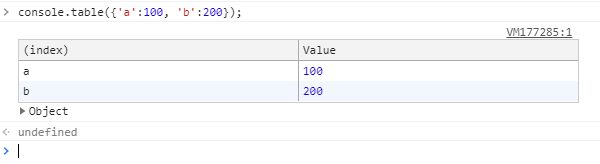 console.table({'a':100, 'b':200});
VM177285:1
(index) Value
a 100
b 200
Object
undefined